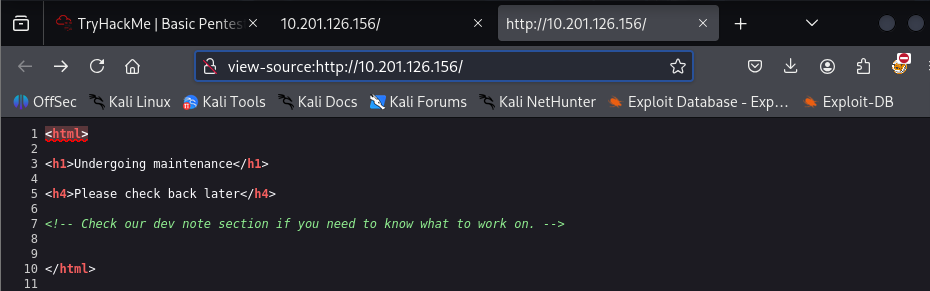 TryHackMe | Basic Pentes
10.201.126.156/
http://10.201.126.156/
view-source:http://10.201.126.156/
OffSec Kali Linux Kali Tools Kali Docs Kali Forums Kali NetHunter Exploit Database - Exp… Exploit-DB
1 <html>
2
3 <h1>Undergoing maintenance</h1>
4
5 <h4>Please check back later</h4>
6
7 <!-- Check our dev note section if you need to know what to work on. -->
8
9
10 </html>
11